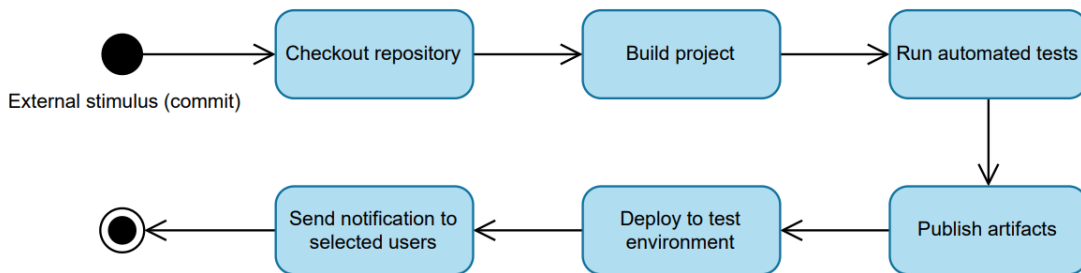 Checkout repository
Build project
Run automated tests
External stimulus (commit)
Send notification to
selected users
Deploy to test
environment
Publish artifacts